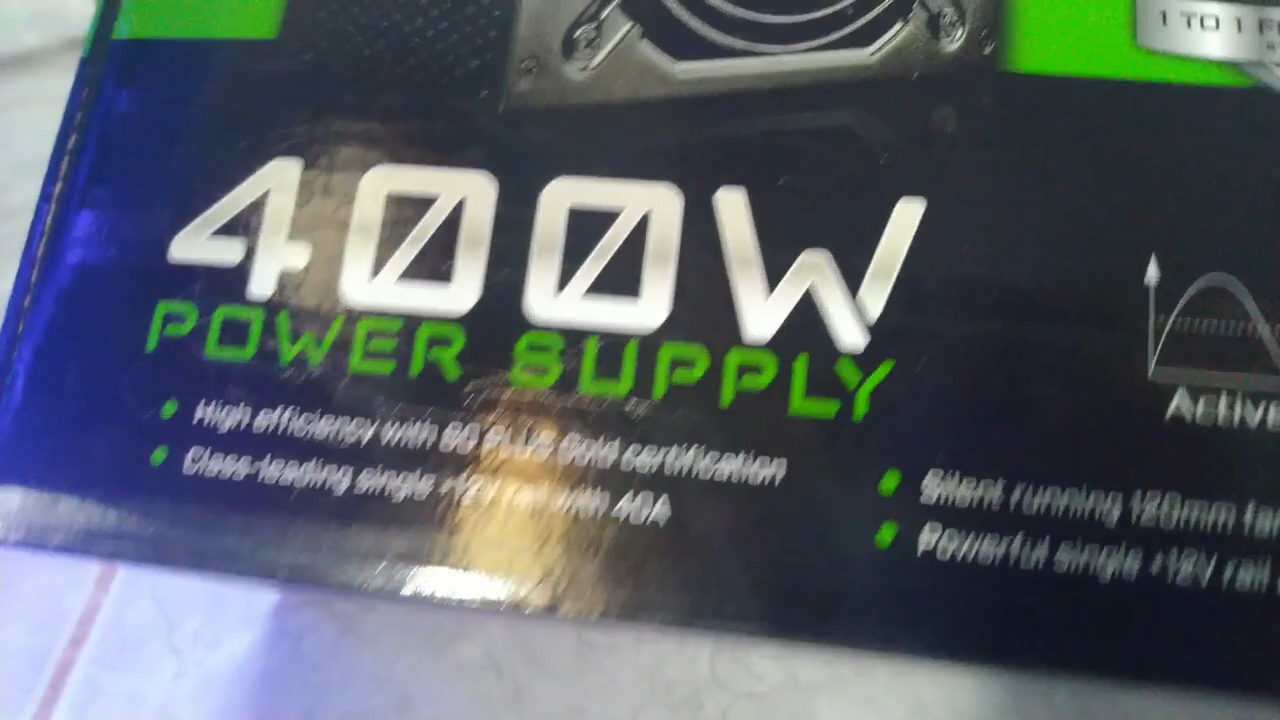 1 TO 1
400W
POWER SUPPLY
High efficiency with 80 PLUS Gold certification
Class-leading single +12V rail with 40A
Active
Silent running 120mm
Powerful single +12V rail